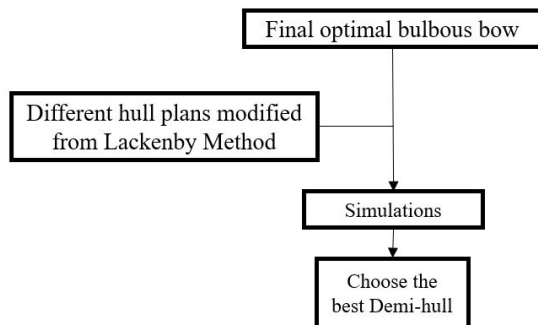 Final optimal bulbous bow
Different hull plans modified
from Lackenby Method
Simulations
Choose the
best Demi-hull